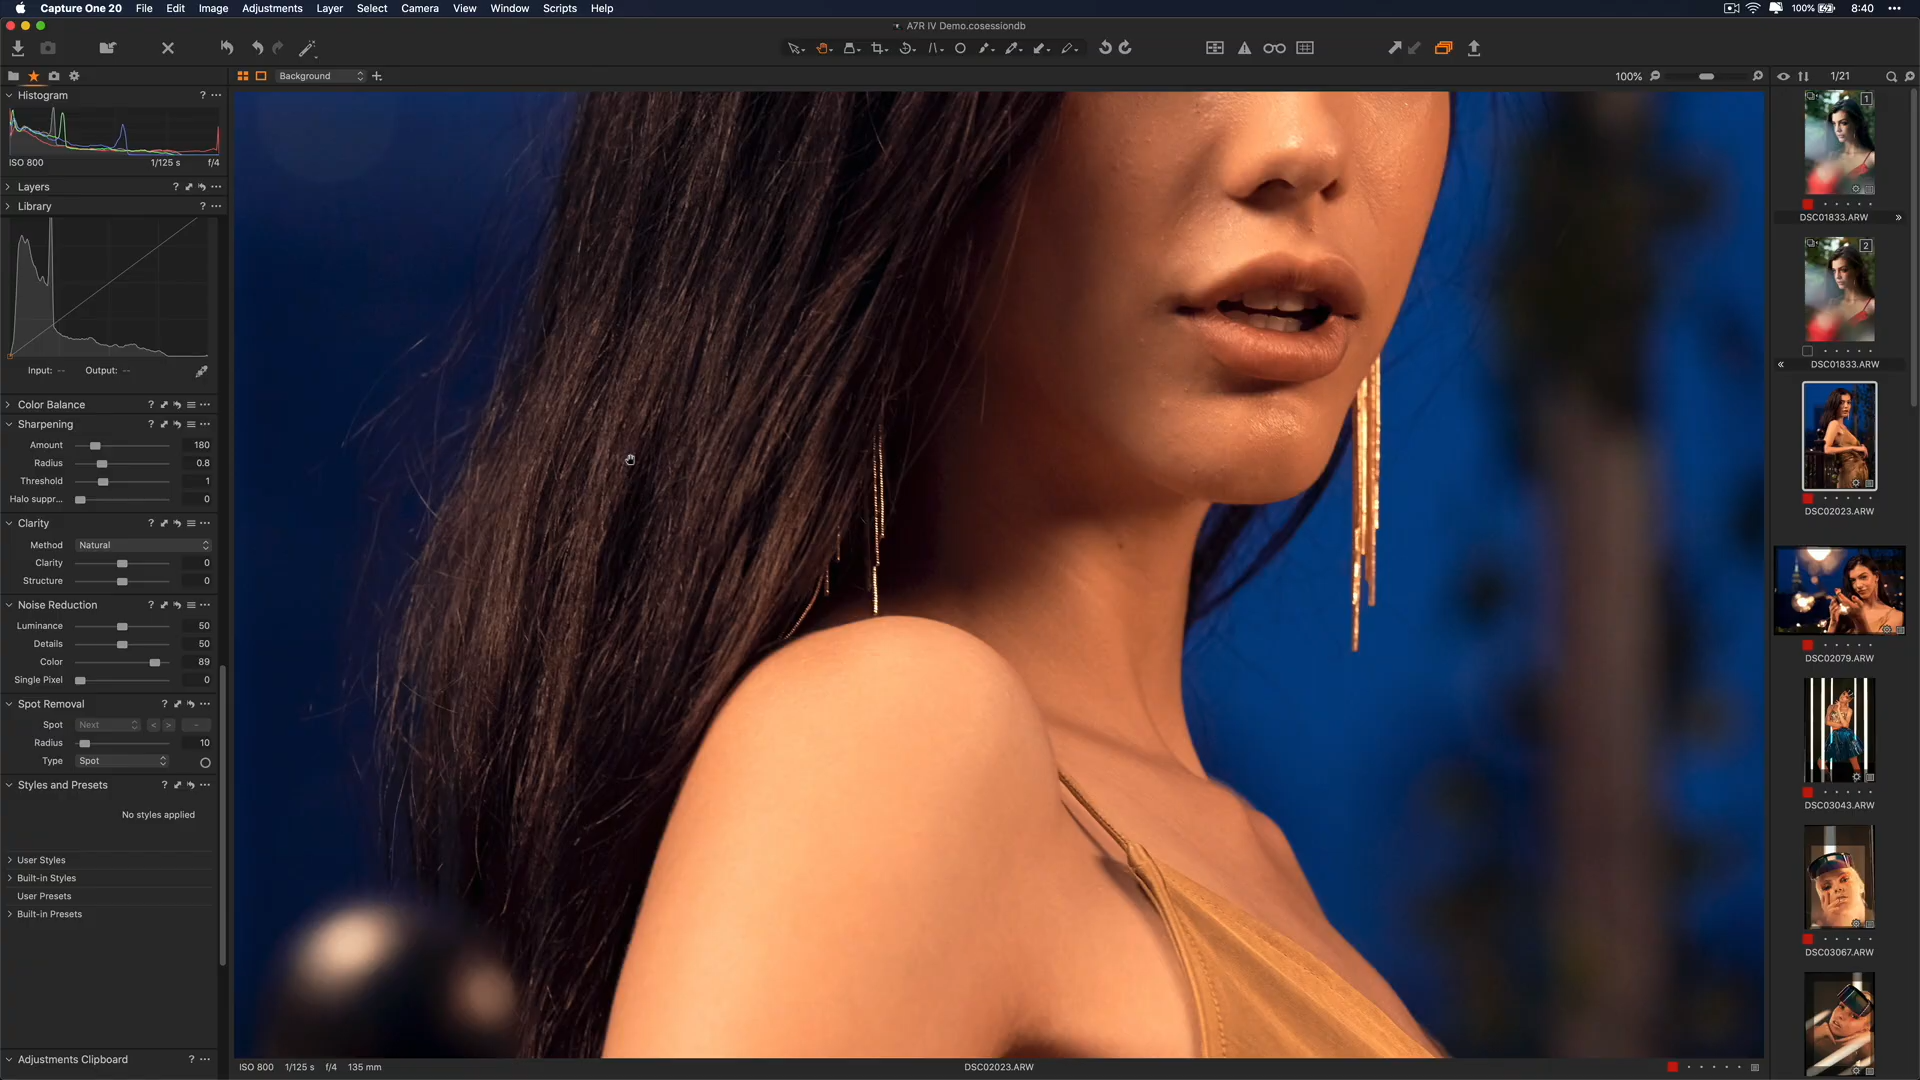 Capture One 20 File Edit Image Adjustments Layer Select Camera View Window Scripts Help 100% 8:40
A7R IV Demo.cosessiondb
Background 100% 1/21
Histogram ?
ISO 800 1/125 s f/4
Layers ?
Library ?
Input: -- Output: --
Color Balance ?
Sharpening ?
Amount 180
Radius 0.8
Threshold 1
Halo suppr... 0
Clarity ?
Method Natural
Clarity 0
Structure 0
Noise Reduction ?
Luminance 50
Details 50
Color 89
Single Pixel 0
Spot Removal ?
Spot Next < > –
Radius 10
Type Spot
Styles and Presets ?
No styles applied
User Styles
Built-in Styles
User Presets
Built-in Presets
Adjustments Clipboard ?
ISO 800 1/125 s f/4 135 mm DSC02023.ARW
1
DSC01833.ARW »
2
« DSC01833.ARW
DSC02023.ARW
DSC02079.ARW
DSC03043.ARW
DSC03067.ARW